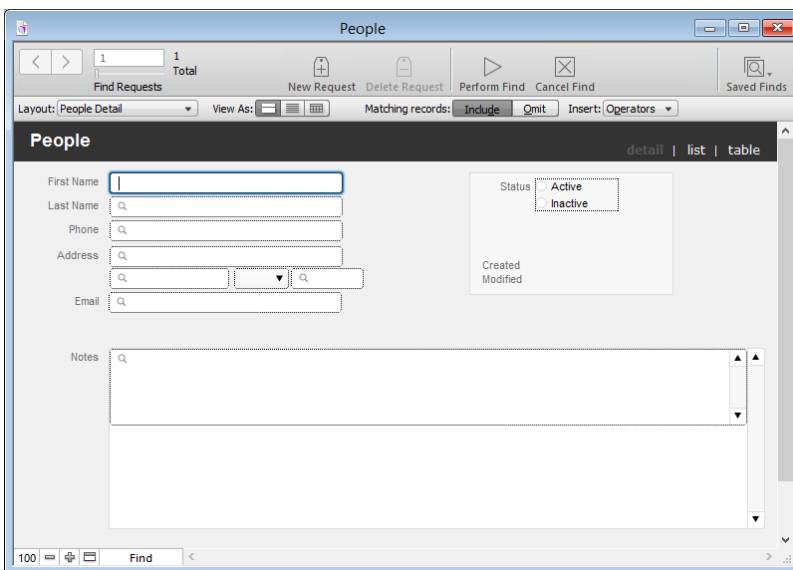 People
1
1
Total
Find Requests
New Request Delete Request Perform Find Cancel Find Saved Finds
Layout: People Detail View As: Matching records: Include Omit Insert: Operators
People
detail | list | table
First Name
Status Active
Last Name
Inactive
Phone
Address
Created
Modified
Email
Notes
100 Find